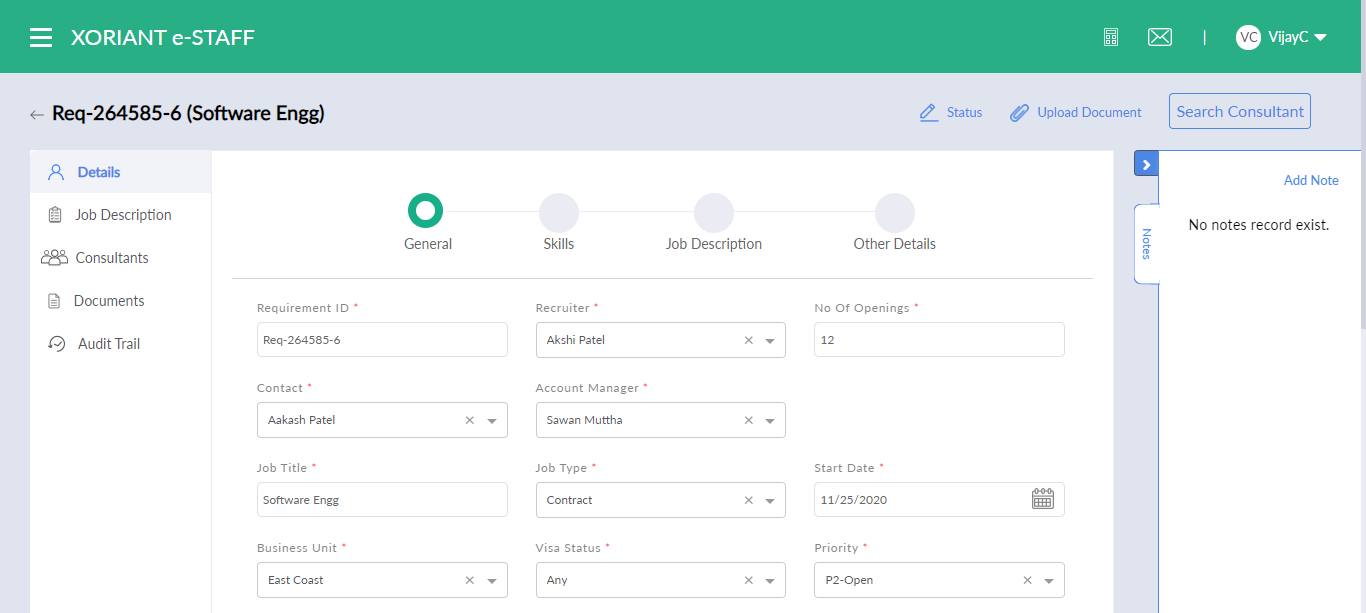 XORIANT e-STAFF
|
VC VijayC
← Req-264585-6 (Software Engg)
Status
Upload Document
Search Consultant
Details
Job Description
Consultants
Documents
Audit Trail
General
Skills
Job Description
Other Details
Add Note
No notes record exist.
Notes
Requirement ID *
Req-264585-6
Recruiter *
Akshi Patel
No Of Openings *
12
Contact *
Aakash Patel
Account Manager *
Sawan Muttha
Job Title *
Software Engg
Job Type *
Contract
Start Date *
11/25/2020
Business Unit *
East Coast
Visa Status *
Any
Priority *
P2-Open